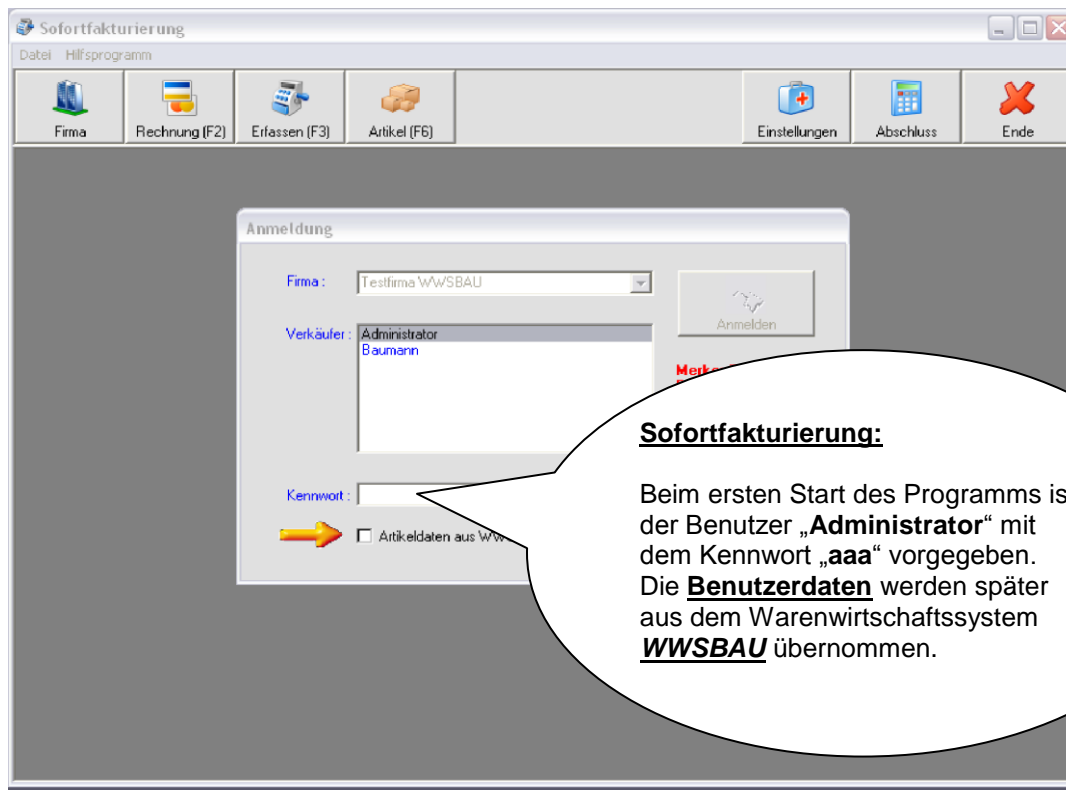 Sofortfakturierung
Datei Hilfsprogramm
Firma Rechnung (F2) Erfassen (F3) Artikel (F6) Einstellungen Abschluss Ende
Anmeldung
Firma : Testfirma WWSBAU
Anmelden
Verkäufer : Administrator
Baumann
Sofortfakturierung:
Beim ersten Start des Programms is
der Benutzer „Administrator“ mit
dem Kennwort „aaa“ vorgegeben.
Die Benutzerdaten werden später
aus dem Warenwirtschaftssystem
WWSBAU übernommen.
Kennwort :
Artikeldaten aus